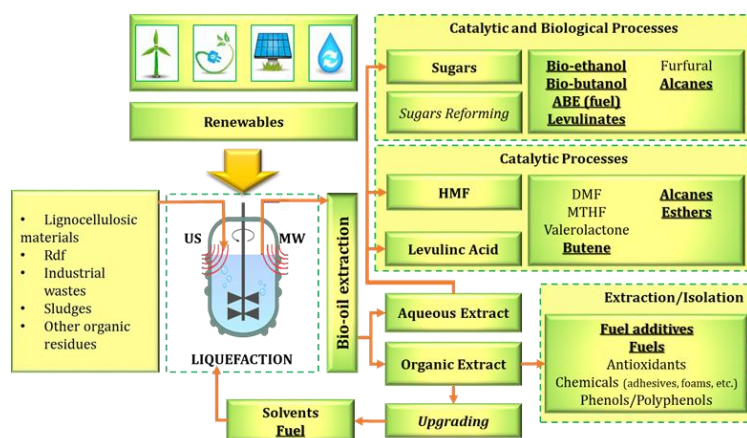 Renewables
• Lignocellulosic
materials
• Rdf
• Industrial
wastes
• Sludges
• Other organic
residues
US
MW
LIQUEFACTION
Bio-oil extraction
Catalytic and Biological Processes
Sugars
Sugars Reforming
Bio-ethanol
Bio-butanol
ABE (fuel)
Levulinates
Furfural
Alcanes
Catalytic Processes
HMF
Levulinc Acid
DMF
MTHF
Valerolactone
Butene
Alcanes
Esthers
Aqueous Extract
Organic Extract
Upgrading
Solvents
Fuel
Extraction/Isolation
Fuel additives
Fuels
Antioxidants
Chemicals (adhesives, foams, etc.)
Phenols/Polyphenols